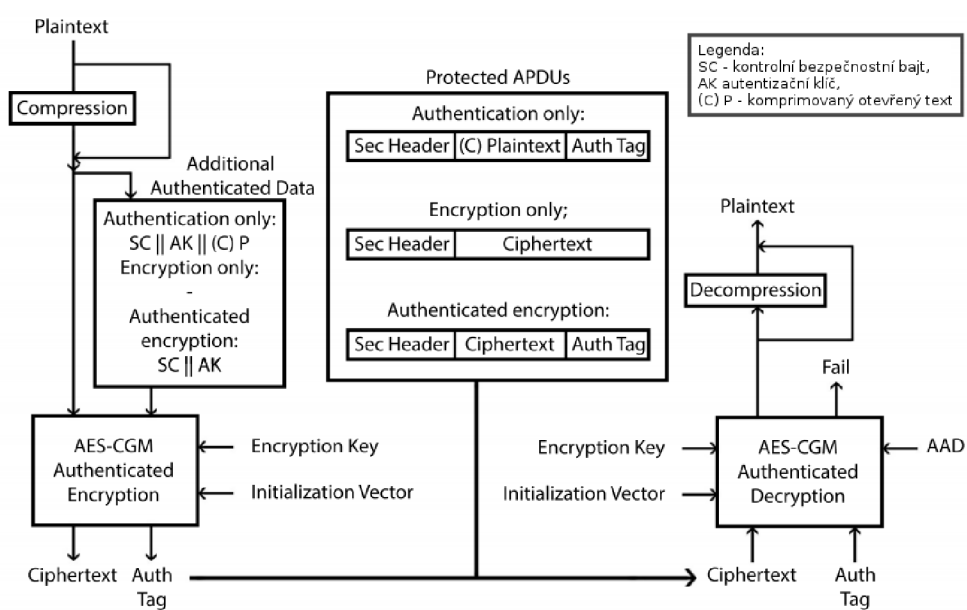 Plaintext
Compression
Additional
Authenticated Data
Authentication only:
SC || AK || (C) P
Encryption only:
-
Authenticated
encryption:
SC || AK
AES-CGM
Authenticated
Encryption
Encryption Key
Initialization Vector
Ciphertext
Auth
Tag
Protected APDUs
Authentication only:
Sec Header (C) Plaintext Auth Tag
Encryption only;
Sec Header Ciphertext
Authenticated encryption:
Sec Header Ciphertext Auth Tag
Legenda:
SC - kontrolní bezpečnostní bajt,
AK autentizační klíč,
(C) P - komprimovaný otevřený text
Plaintext
Decompression
Fail
Encryption Key
Initialization Vector
AES-CGM
Authenticated
Decryption
AAD
Ciphertext
Auth
Tag